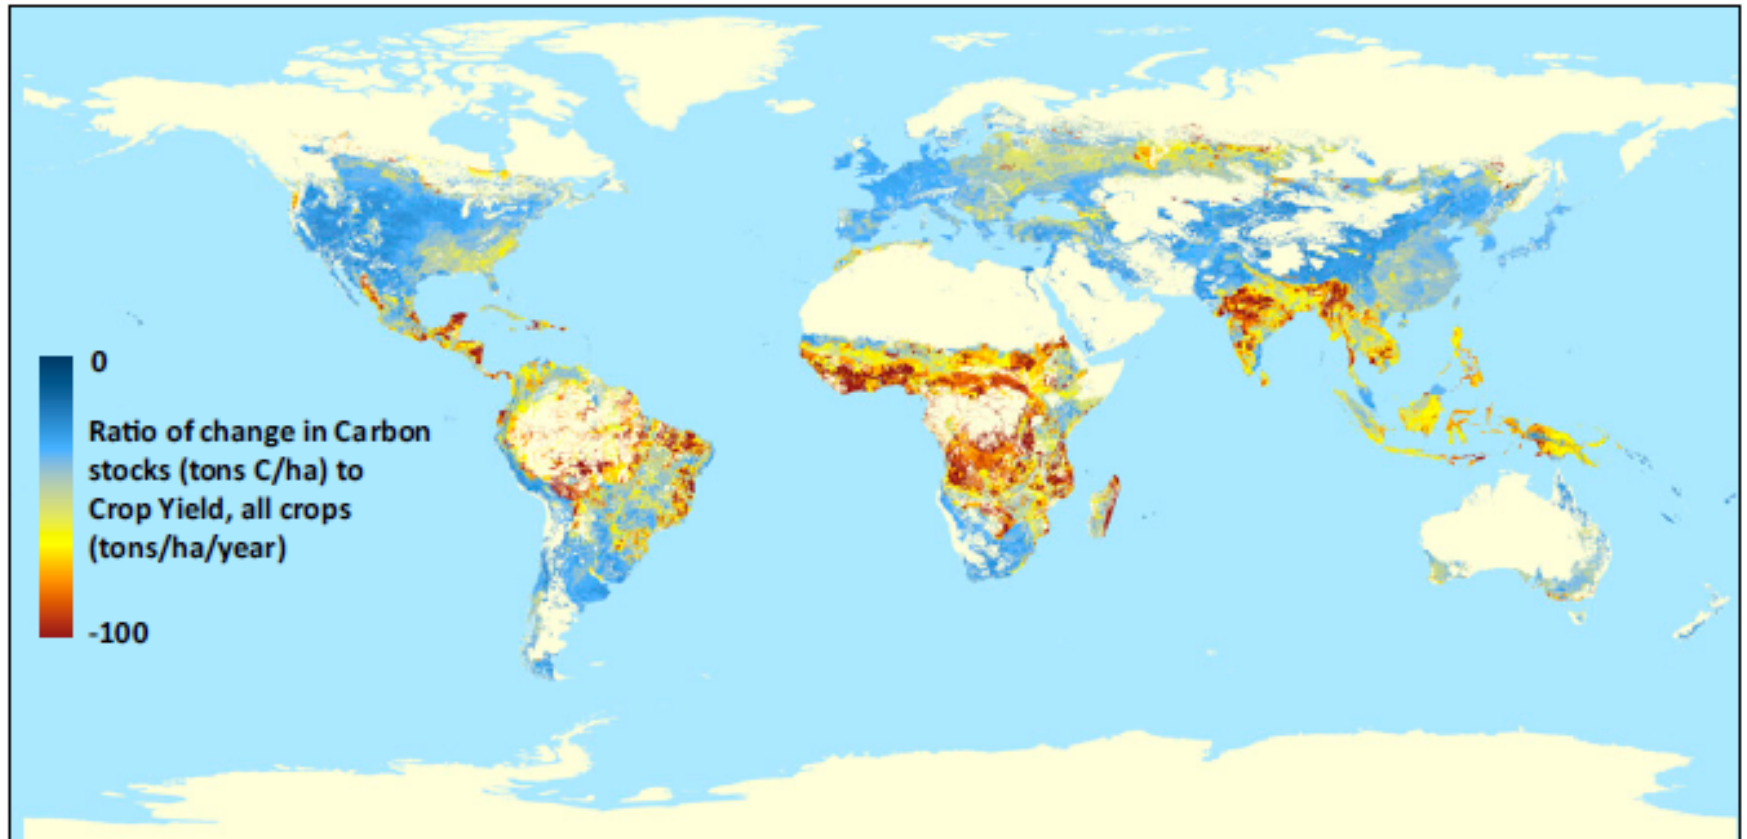 0
Ratio of change in Carbon
stocks (tons C/ha) to
Crop Yield, all crops
(tons/ha/year)
-100